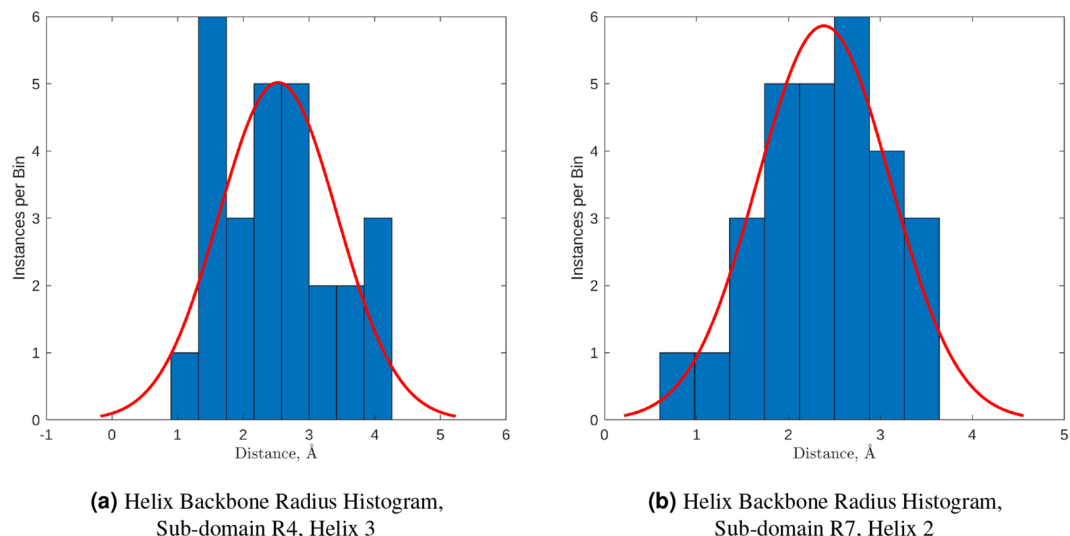 6
5
4
3
2
1
0
Instances per Bin
-1 0 1 2 3 4 5 6
Distance, Å
(a) Helix Backbone Radius Histogram,
Sub-domain R4, Helix 3
6
5
4
3
2
1
0
Instances per Bin
0 1 2 3 4 5
Distance, Å
(b) Helix Backbone Radius Histogram,
Sub-domain R7, Helix 2